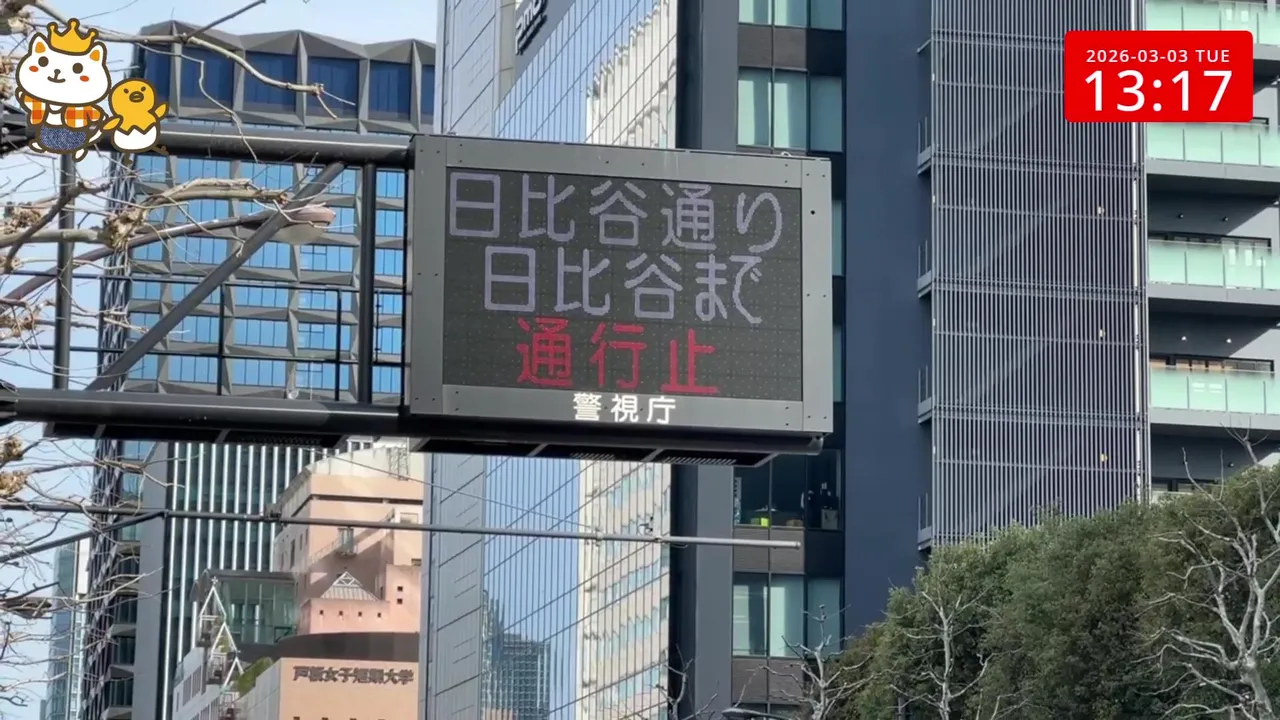 2026-03-03 TUE
13:17
日比谷通り
日比谷まで
通行止
警視庁
戸板女子短期大学